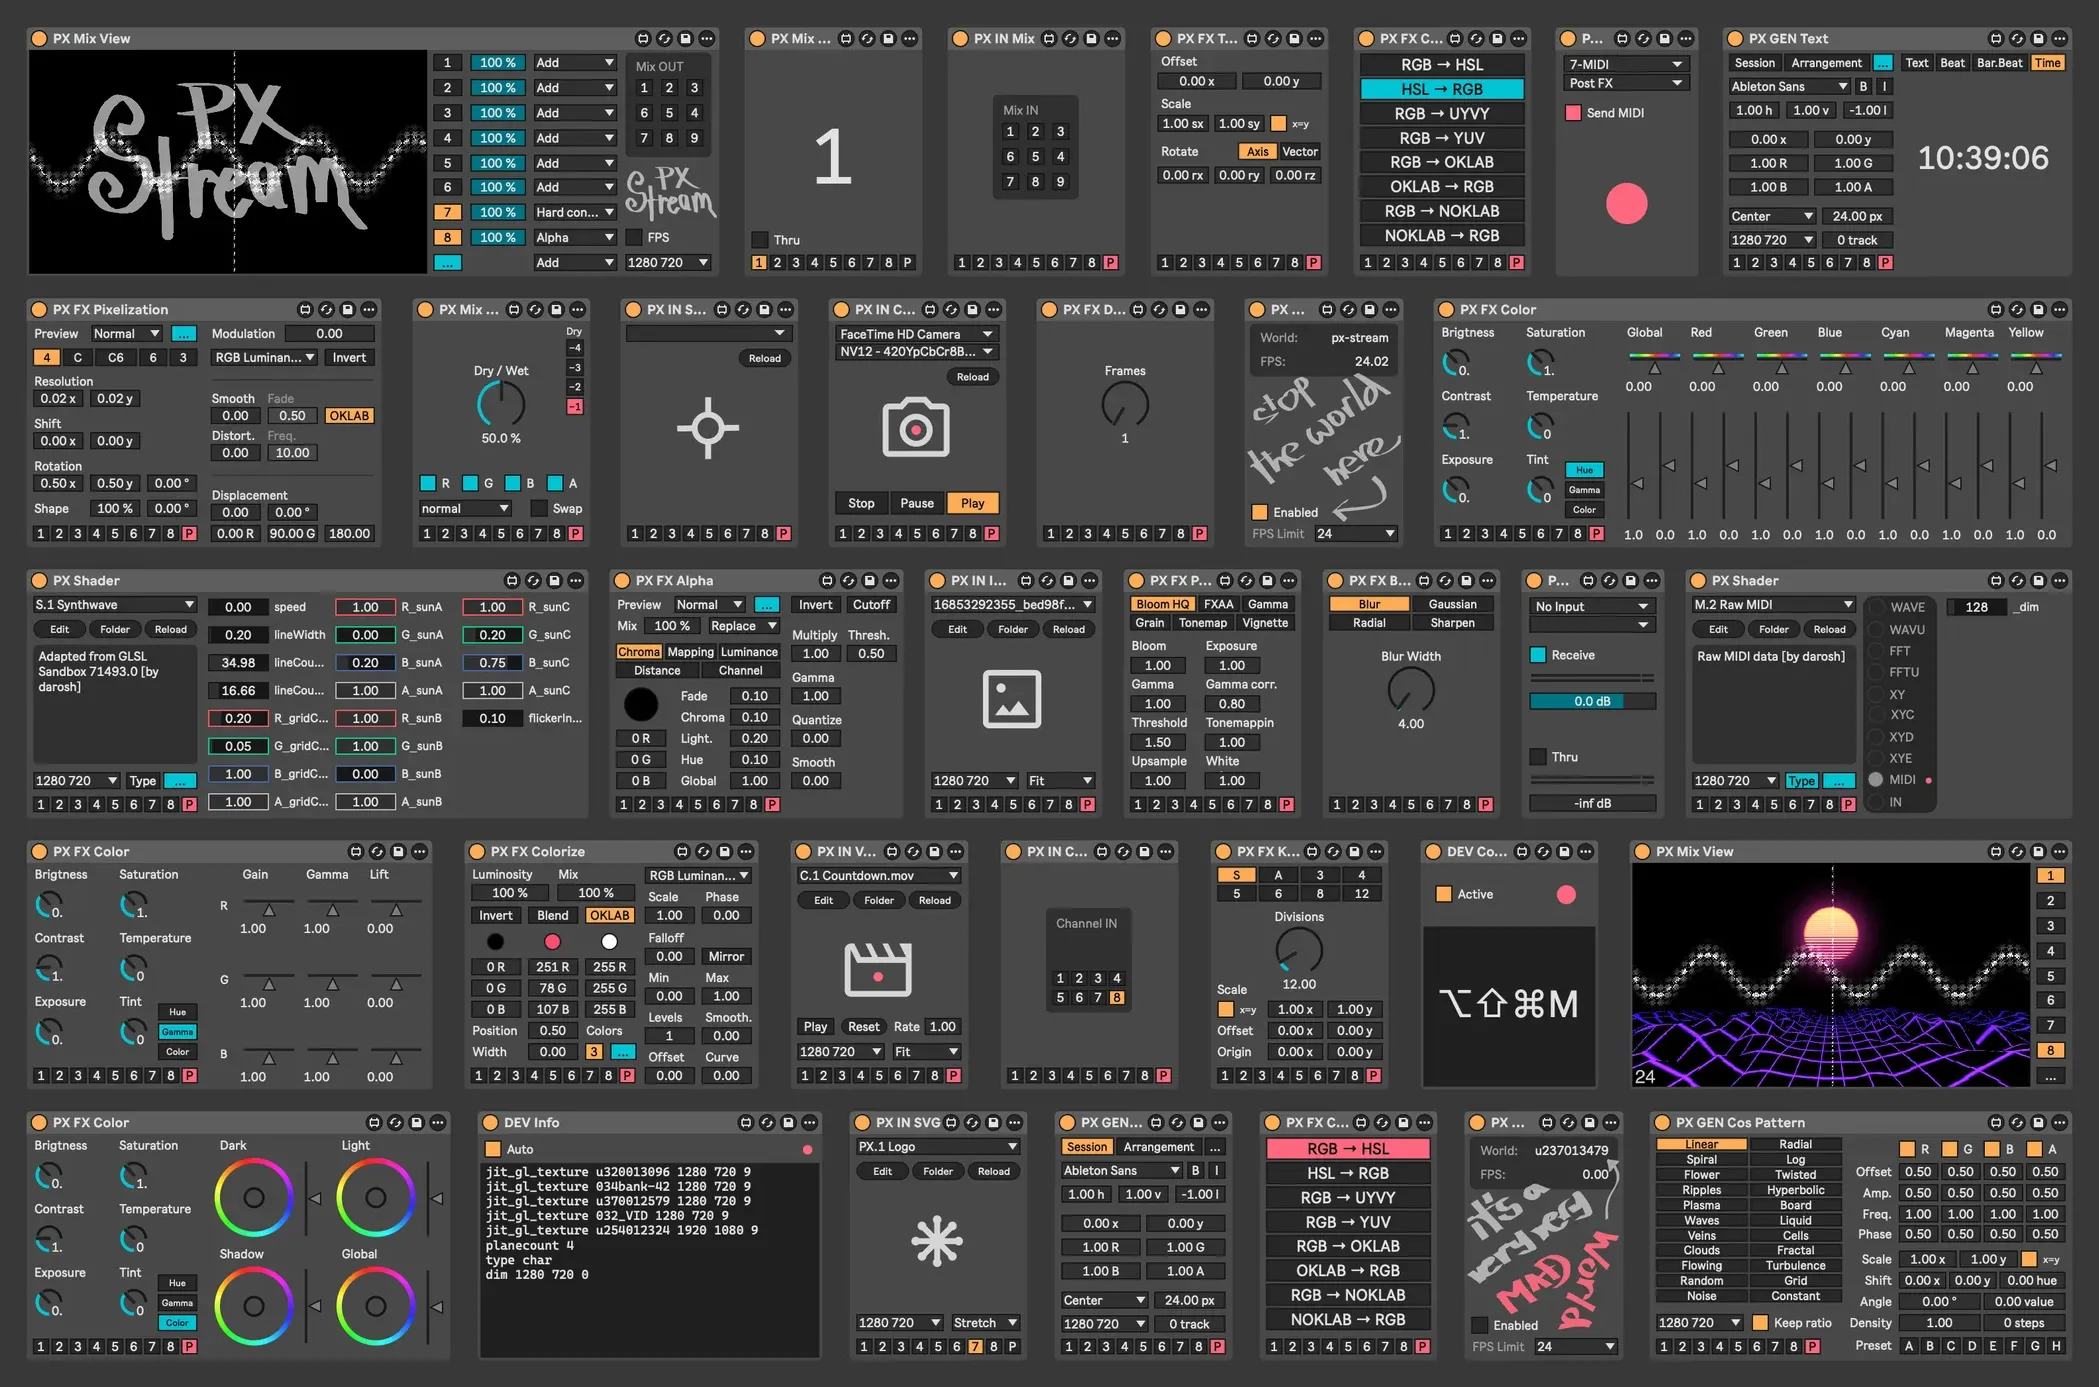 PX Mix View
PX Stream
1 100 % Add
2 100 % Add
3 100 % Add
4 100 % Add
5 100 % Add
6 100 % Add
7 100 % Hard con...
8 100 % Alpha
... Add
Mix OUT
1 2 3
6 5 4
7 8 9
PX Stream
FPS
1280 720
PX Mix ...
1
Thru
1 2 3 4 5 6 7 8 P
PX IN Mix
Mix IN
1 2 3
6 5 4
7 8 9
1 2 3 4 5 6 7 8 P
PX FX T...
Offset
0.00 x 0.00 y
Scale
1.00 sx 1.00 sy x=y
Rotate Axis Vector
0.00 rx 0.00 ry 0.00 rz
1 2 3 4 5 6 7 8 P
PX FX C...
RGB → HSL
HSL → RGB
RGB → UYVY
RGB → YUV
RGB → OKLAB
OKLAB → RGB
RGB → NOKLAB
NOKLAB → RGB
1 2 3 4 5 6 7 8 P
P...
7-MIDI
Post FX
Send MIDI
PX GEN Text
Session Arrangement ... Text Beat Bar.Beat Time
Ableton Sans B I
1.00 h 1.00 v -1.00 l
0.00 x 0.00 y
1.00 R 1.00 G
1.00 B 1.00 A
Center 24.00 px
1280 720 0 track
1 2 3 4 5 6 7 8 P
10:39:06
PX FX Pixelization
Preview Normal ... Modulation 0.00
4 C C6 6 3 RGB Luminan... Invert
Resolution
0.02 x 0.02 y
Shift
0.00 x 0.00 y
Rotation
0.50 x 0.50 y 0.00 °
Shape 100 % 0.00 °
Smooth Fade
0.00 0.50 OKLAB
Distort. Freq.
0.00 10.00
Displacement
0.00 0.00 °
1 2 3 4 5 6 7 8 P 0.00 R 90.00 G 180.00
PX Mix ...
Dry
-4
-3
-2
-1
Dry / Wet
50.0 %
R G B A
normal Swap
1 2 3 4 5 6 7 8 P
PX IN S...
Reload
1 2 3 4 5 6 7 8 P
PX IN C...
FaceTime HD Camera
NV12 - 420YpCbCr8B...
Reload
Stop Pause Play
1 2 3 4 5 6 7 8 P
PX FX D...
Frames
1
1 2 3 4 5 6 7 8 P
PX ...
World: px-stream
FPS: 24.02
stop
the world
here
Enabled
FPS Limit 24
PX FX Color
Brigtness Saturation Global Red Green Blue Cyan Magenta Yellow
0. 1. 0.00 0.00 0.00 0.00 0.00 0.00 0.00
Contrast Temperature
1. 0
Exposure Tint Hue
0. 0 Gamma
Color
1 2 3 4 5 6 7 8 P 1.0 0.0 1.0 0.0 1.0 0.0 1.0 0.0 1.0 0.0 1.0 0.0 1.0 0.0
PX Shader
S.1 Synthwave
Edit Folder Reload
Adapted from GLSL
Sandbox 71493.0 [by
darosh]
1280 720 Type ...
1 2 3 4 5 6 7 8 P
0.00 speed 1.00 R_sunA 1.00 R_sunC
0.20 lineWidth 0.00 G_sunA 0.20 G_sunC
34.98 lineCou... 0.20 B_sunA 0.75 B_sunC
16.66 lineCou... 1.00 A_sunA 1.00 A_sunC
0.20 R_gridC... 1.00 R_sunB 0.10 flickerIn...
0.05 G_gridC... 1.00 G_sunB
1.00 B_gridC... 0.00 B_sunB
1.00 A_gridC... 1.00 A_sunB
PX FX Alpha
Preview Normal ... Invert Cutoff
Mix 100 % Replace
Chroma Mapping Luminance
Distance Channel
Multiply Thresh.
1.00 0.50
Gamma
1.00
Quantize
0.00
Smooth
0.00
Fade 0.10
Chroma 0.10
0 R Light. 0.20
0 G Hue 0.10
0 B Global 1.00
1 2 3 4 5 6 7 8 P
PX IN I...
16853292355_bed98f...
Edit Folder Reload
1280 720 Fit
1 2 3 4 5 6 7 8 P
PX FX P...
Bloom HQ FXAA Gamma
Grain Tonemap Vignette
Bloom Exposure
1.00 1.00
Gamma Gamma corr.
1.00 0.80
Threshold Tonemappin
1.50 1.00
Upsample White
1.00 1.00
1 2 3 4 5 6 7 8 P
PX FX B...
Blur Gaussian
Radial Sharpen
Blur Width
4.00
1 2 3 4 5 6 7 8 P
P...
No Input
Receive
0.0 dB
Thru
-inf dB
PX Shader
M.2 Raw MIDI
Edit Folder Reload
Raw MIDI data [by darosh]
1280 720 Type ...
1 2 3 4 5 6 7 8 P
WAVE
WAVU
FFT
FFTU
XY
XYC
XYD
XYE
MIDI
IN
128 _dim
PX FX Color
Brigtness Saturation Gain Gamma Lift
0. 1. R 1.00 1.00 0.00
Contrast Temperature
1. 0 G 1.00 1.00 0.00
Exposure Tint Hue
0. 0 Gamma
Color B 1.00 1.00 0.00
1 2 3 4 5 6 7 8 P
PX FX Colorize
Luminosity Mix RGB Luminan...
100 % 100 % Scale Phase
Invert Blend OKLAB 1.00 0.00
Falloff
0.00 Mirror
0 R 251 R 255 R Min Max
0 G 78 G 255 G 0.00 1.00
0 B 107 B 255 B Levels Smooth.
Position 0.50 Colors 1 0.00
Width 0.00 3 ... Offset Curve
1 2 3 4 5 6 7 8 P 0.00 0.00
PX IN V...
C.1 Countdown.mov
Edit Folder Reload
Play Reset Rate 1.00
1280 720 Fit
1 2 3 4 5 6 7 8 P
PX IN C...
Channel IN
1 2 3 4
5 6 7 8
1 2 3 4 5 6 7 8 P
PX FX K...
S A 3 4
5 6 8 12
Divisions
12.00
Scale
x=y 1.00 x 1.00 y
Offset 0.00 x 0.00 y
Origin 0.00 x 0.00 y
1 2 3 4 5 6 7 8 P
DEV Co...
Active
⌥⇧⌘M
PX Mix View
24
1
2
3
4
5
6
7
8
...
PX FX Color
Brigtness Saturation Dark Light
0. 1.
Contrast Temperature
1. 0
Shadow Global
Exposure Tint Hue
0. 0 Gamma
Color
1 2 3 4 5 6 7 8 P
DEV Info
Auto
jit_gl_texture u320013096 1280 720 9
jit_gl_texture 034bank-42 1280 720 9
jit_gl_texture u370012579 1280 720 9
jit_gl_texture 032_VID 1280 720 9
jit_gl_texture u254012324 1920 1080 9
planecount 4
type char
dim 1280 720 0
PX IN SVG
PX.1 Logo
Edit Folder Reload
1280 720 Stretch
1 2 3 4 5 6 7 8 P
PX GEN...
Session Arrangement ...
Ableton Sans B I
1.00 h 1.00 v -1.00 l
0.00 x 0.00 y
1.00 R 1.00 G
1.00 B 1.00 A
Center 24.00 px
1280 720 0 track
1 2 3 4 5 6 7 8 P
PX FX C...
RGB → HSL
HSL → RGB
RGB → UYVY
RGB → YUV
RGB → OKLAB
OKLAB → RGB
RGB → NOKLAB
NOKLAB → RGB
1 2 3 4 5 6 7 8 P
PX ...
World: u237013479
FPS: 0.00
it's a
very very
MAD
World
Enabled
FPS Limit 24
PX GEN Cos Pattern
Linear Radial
Spiral Log
Flower Twisted
Ripples Hyperbolic
Plasma Board
Waves Liquid
Veins Cells
Clouds Fractal
Flowing Turbulence
Random Grid
Noise Constant
1280 720 Keep ratio
1 2 3 4 5 6 7 8 P
R G B A
Offset 0.50 0.50 0.50 0.50
Amp. 0.50 0.50 0.50 0.50
Freq. 1.00 1.00 1.00 1.00
Phase 0.50 0.50 0.50 0.50
Scale 1.00 x 1.00 y x=y
Shift 0.00 x 0.00 y 0.00 hue
Angle 0.00 ° 0.00 value
Density 1.00 0 steps
Preset A B C D E F G H